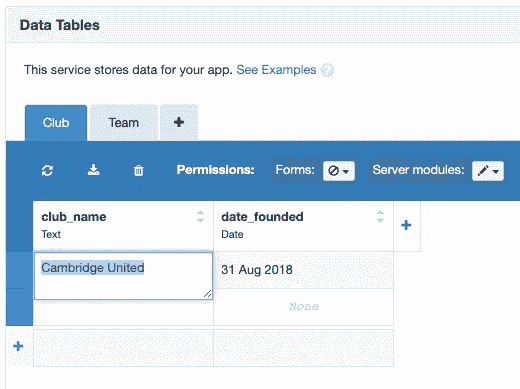 Data Tables
This service stores data for your app. See Examples ?
Club Team +
Permissions: Forms: Server modules:
club_name date_founded +
Text Date
Cambridge United 31 Aug 2018
None
+